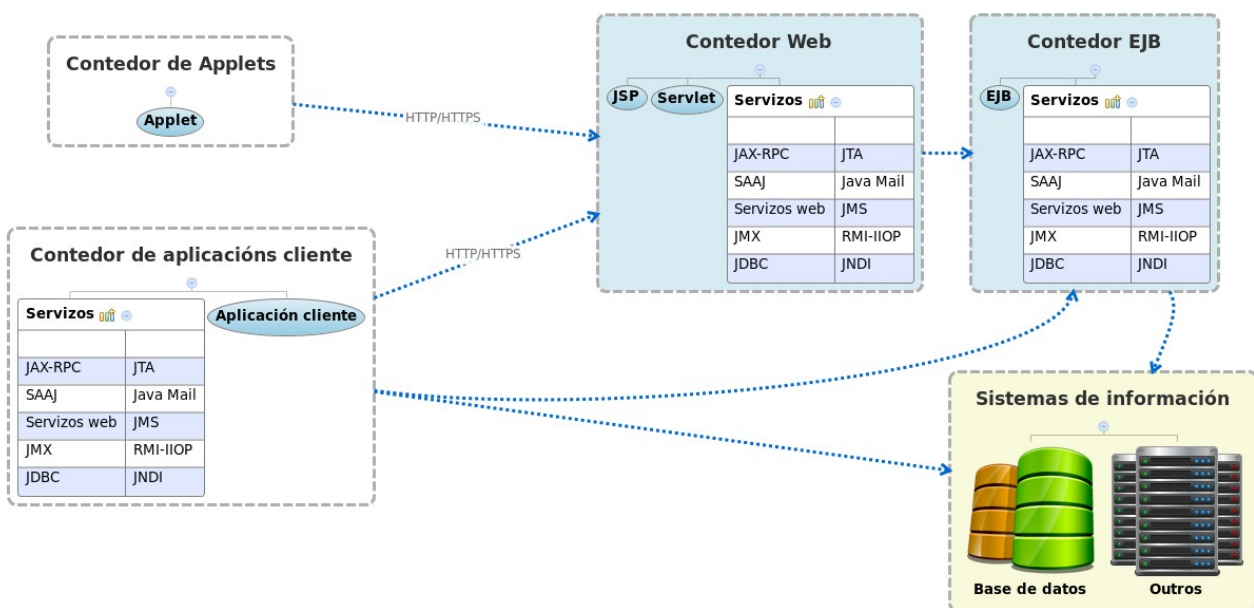 Contedor de Applets
Applet
HTTP/HTTPS
Contedor Web
JSP
Servlet
Servizos
JAX-RPC JTA
SAAJ Java Mail
Servizos web JMS
JMX RMI-IIOP
JDBC JNDI
Contedor EJB
EJB
Servizos
JAX-RPC JTA
SAAJ Java Mail
Servizos web JMS
JMX RMI-IIOP
JDBC JNDI
Contedor de aplicacións cliente
HTTP/HTTPS
Servizos
Aplicación cliente
JAX-RPC JTA
SAAJ Java Mail
Servizos web JMS
JMX RMI-IIOP
JDBC JNDI
Sistemas de información
Base de datos
Outros